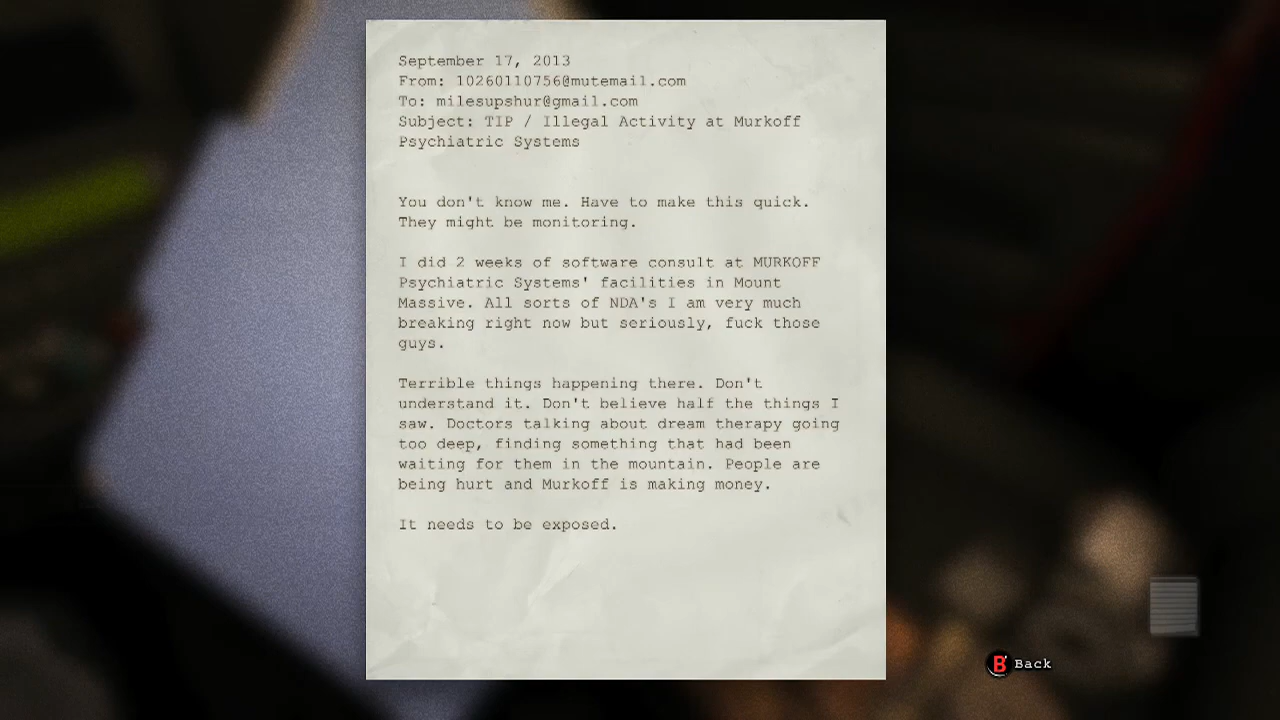 September 17, 2013
From: 10260110756@mutemail.com
To: milesupshur@gmail.com
Subject: TIP / Illegal Activity at Murkoff
Psychiatric Systems
You don't know me. Have to make this quick.
They might be monitoring.
I did 2 weeks of software consult at MURKOFF
Psychiatric Systems' facilities in Mount
Massive. All sorts of NDA's I am very much
breaking right now but seriously, fuck those
guys.
Terrible things happening there. Don't
understand it. Don't believe half the things I
saw. Doctors talking about dream therapy going
too deep, finding something that had been
waiting for them in the mountain. People are
being hurt and Murkoff is making money.
It needs to be exposed.
B Back